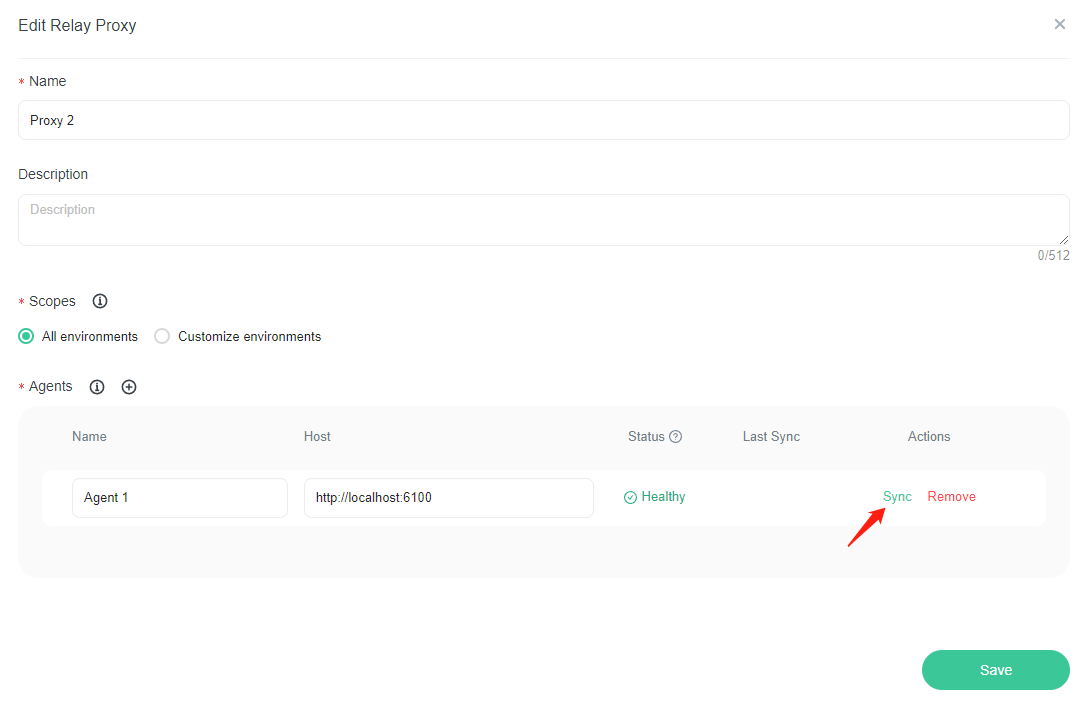 Edit Relay Proxy
* Name
Proxy 2
Description
Description
0/512
* Scopes
All environments Customize environments
* Agents
Name Host Status Last Sync Actions
Agent 1 http://localhost:6100 Healthy Sync Remove
Save